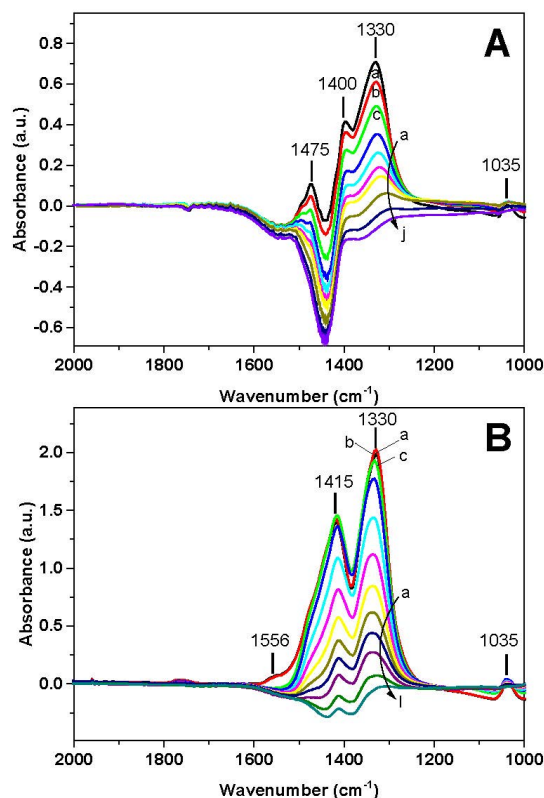 A
1330
1400
1475
1035
a
b
c
a
j
0.8
0.6
0.4
0.2
0.0
-0.2
-0.4
-0.6
Absorbance (a.u.)
2000 1800 1600 1400 1200 1000
Wavenumber (cm-1)
B
1330
b a
c
1415
1556
1035
a
l
2.0
1.5
1.0
0.5
0.0
Absorbance (a.u.)
2000 1800 1600 1400 1200 1000
Wavenumber (cm-1)